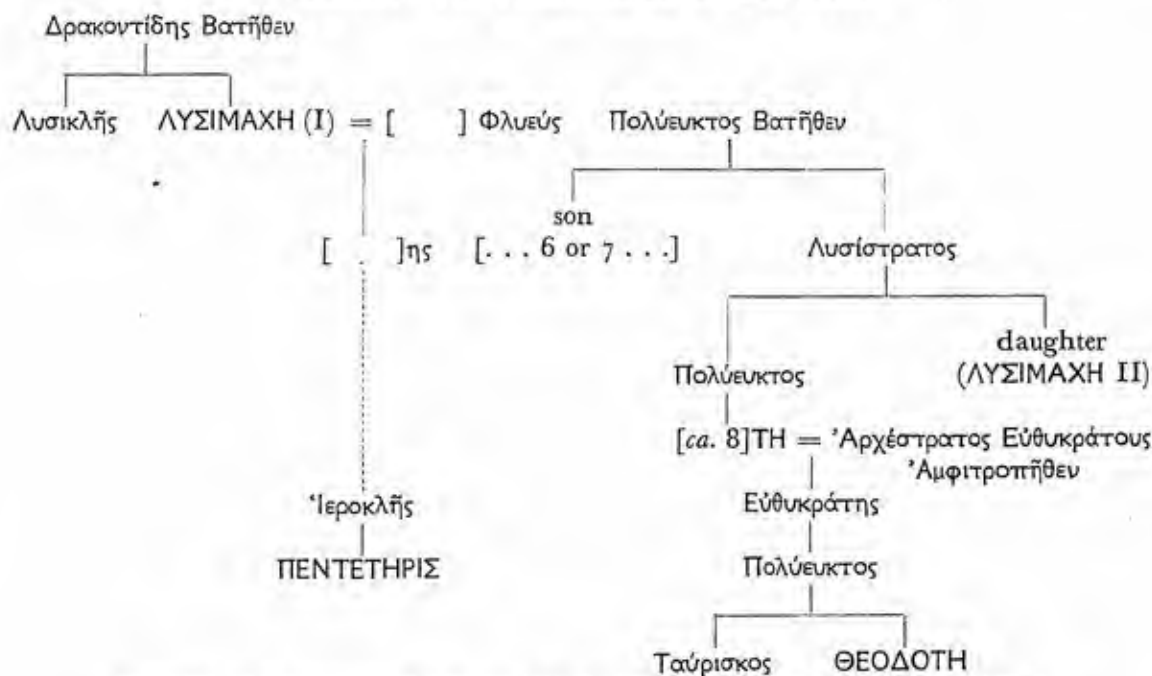 Δρακοντίδης Βατῆθεν
Λυσικλῆς ΛΥΣΙΜΑΧΗ (I) = [ ] Φλυεύς Πολύευκτος Βατῆθεν
son
[ . ]ης [. . . 6 or 7 . . .] Λυσίστρατος
daughter
Πολύευκτος (ΛΥΣΙΜΑΧΗ II)
[ca. 8]ΤΗ = Ἀρχέστρατος Εὐθυκράτους
Ἀμφιτροπῆθεν
Ἱεροκλῆς Εὐθυκράτης
ΠΕΝΤΕΤΗΡΙΣ Πολύευκτος
Ταύρισκος ΘΕΟΔΟΤΗ